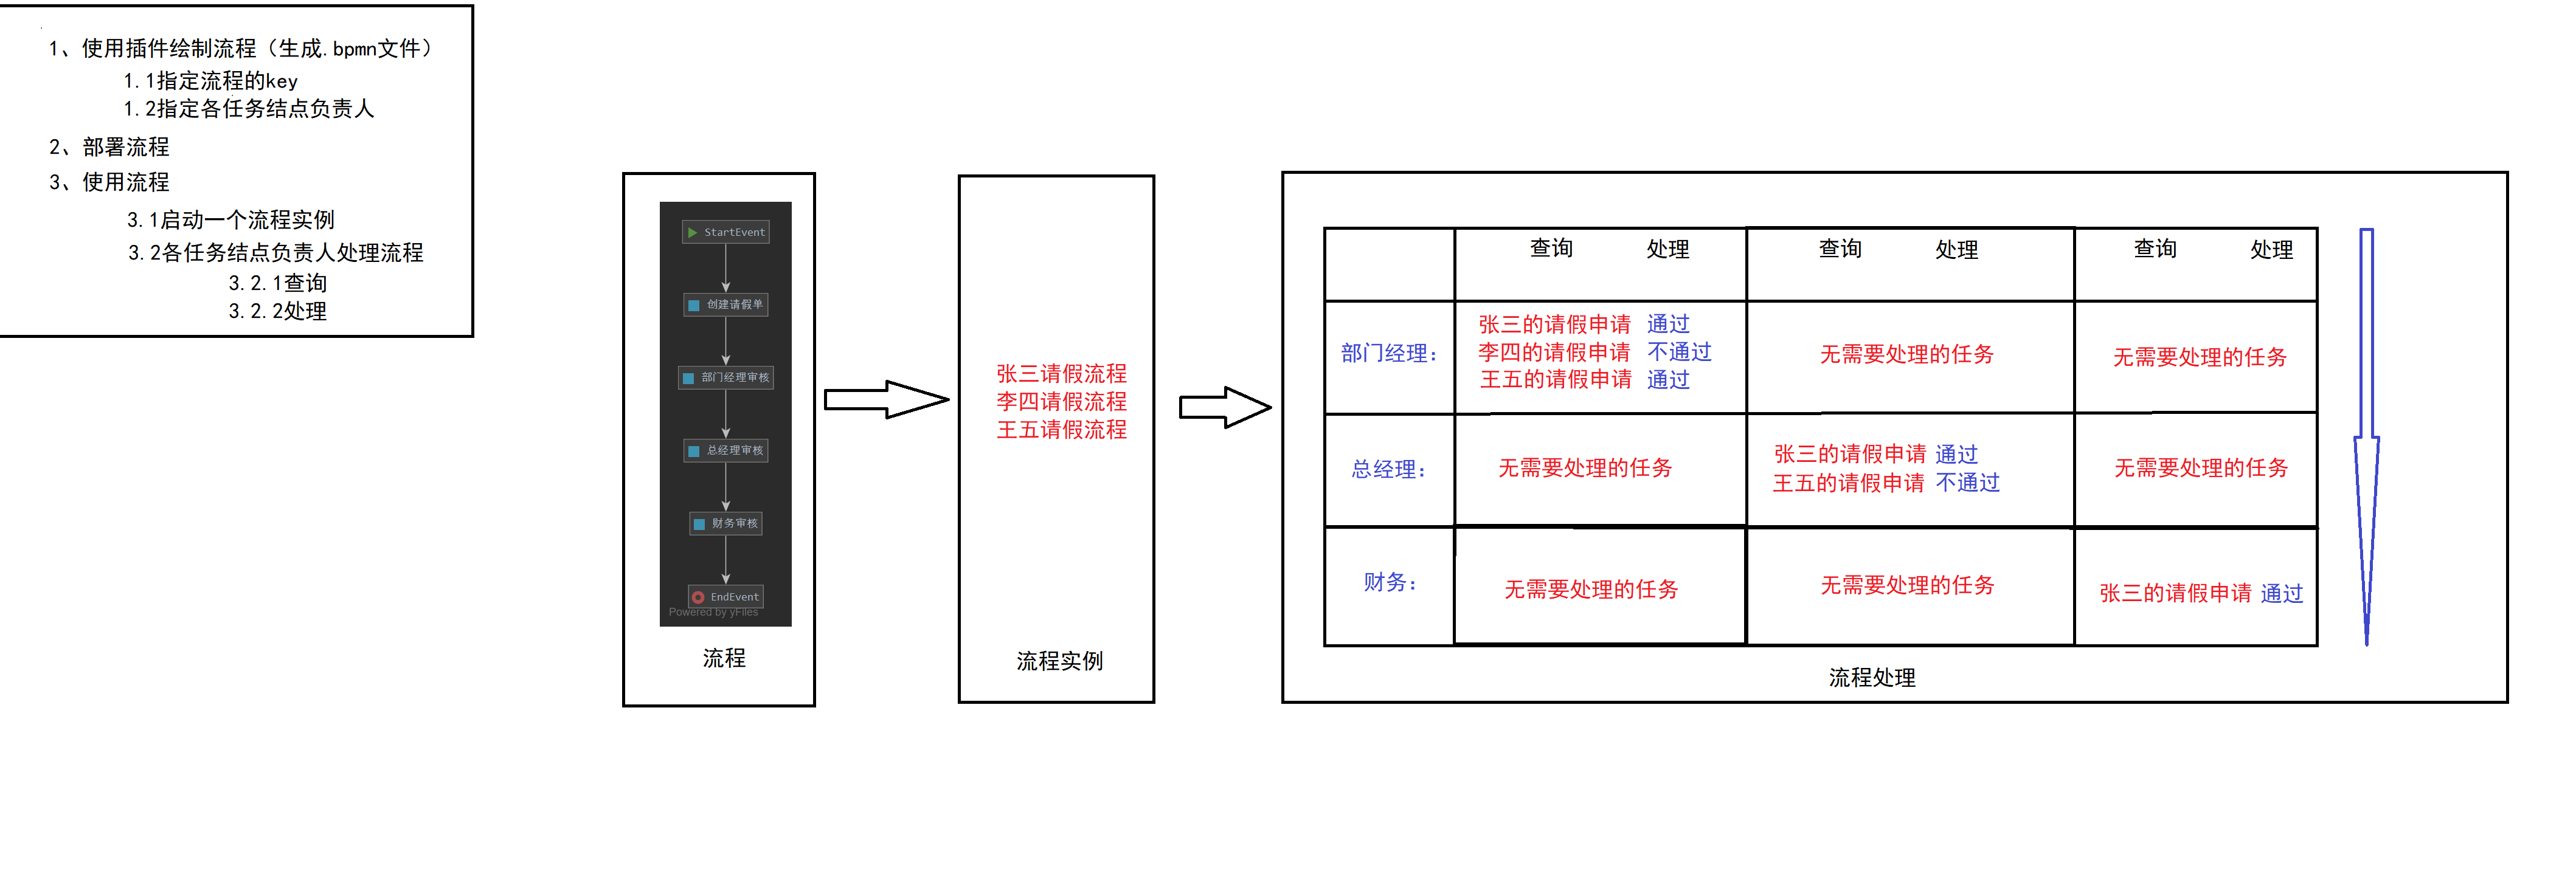 1、使用插件绘制流程（生成.bpmn文件）
1.1指定流程的key
1.2指定各任务结点负责人
2、部署流程
3、使用流程
3.1启动一个流程实例
3.2各任务结点负责人处理流程
3.2.1查询
3.2.2处理
StartEvent
创建请假单
部门经理审核
总经理审核
财务审核
EndEvent
Powered by yFiles
流程
张三请假流程
李四请假流程
王五请假流程
流程实例
查询 处理 查询 处理 查询 处理
部门经理：
张三的请假申请 通过
李四的请假申请 不通过
王五的请假申请 通过
无需要处理的任务
无需要处理的任务
总经理：
无需要处理的任务
张三的请假申请 通过
王五的请假申请 不通过
无需要处理的任务
财务：
无需要处理的任务
无需要处理的任务
张三的请假申请 通过
流程处理